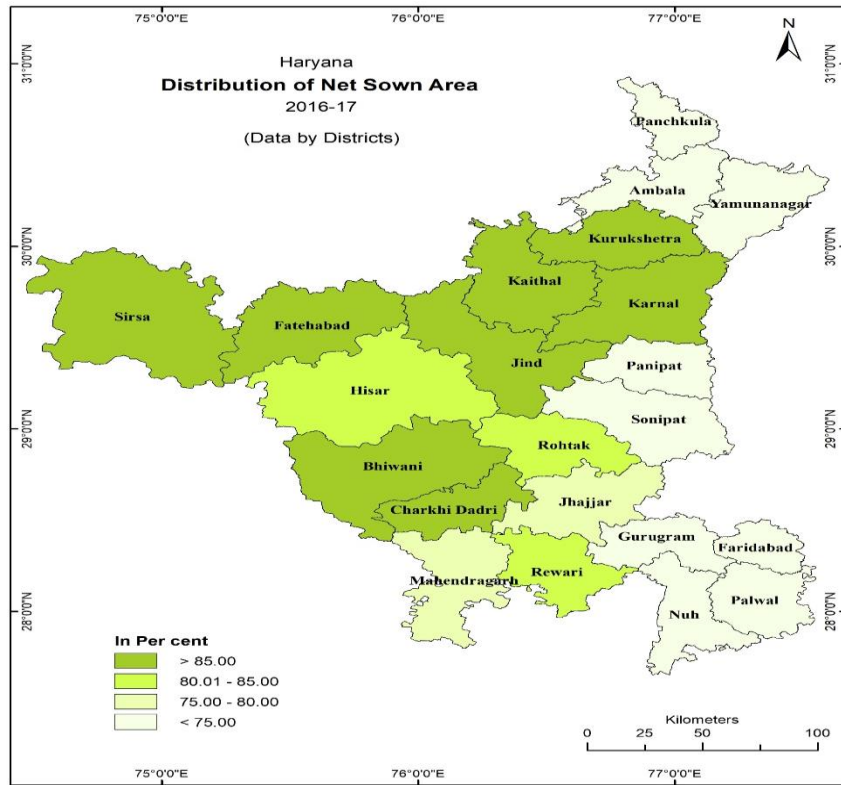 75°0'0"E 76°0'0"E 77°0'0"E
Haryana
Distribution of Net Sown Area
2016-17
(Data by Districts)
N
31°0'0"N
31°0'0"N
Panchkula
Ambala
Yamunanagar
30°0'0"N
30°0'0"N
Kurukshetra
Kaithal
Karnal
Sirsa
Fatehabad
Jind
Panipat
Hisar
Sonipat
29°0'0"N
29°0'0"N
Rohtak
Bhiwani
Jhajjar
Charkhi Dadri
Gurugram
Faridabad
Mahendragarh
Rewari
Nuh
Palwal
28°0'0"N
28°0'0"N
In Per cent
> 85.00
80.01 - 85.00
75.00 - 80.00
< 75.00
Kilometers
0 25 50 100
75°0'0"E 76°0'0"E 77°0'0"E